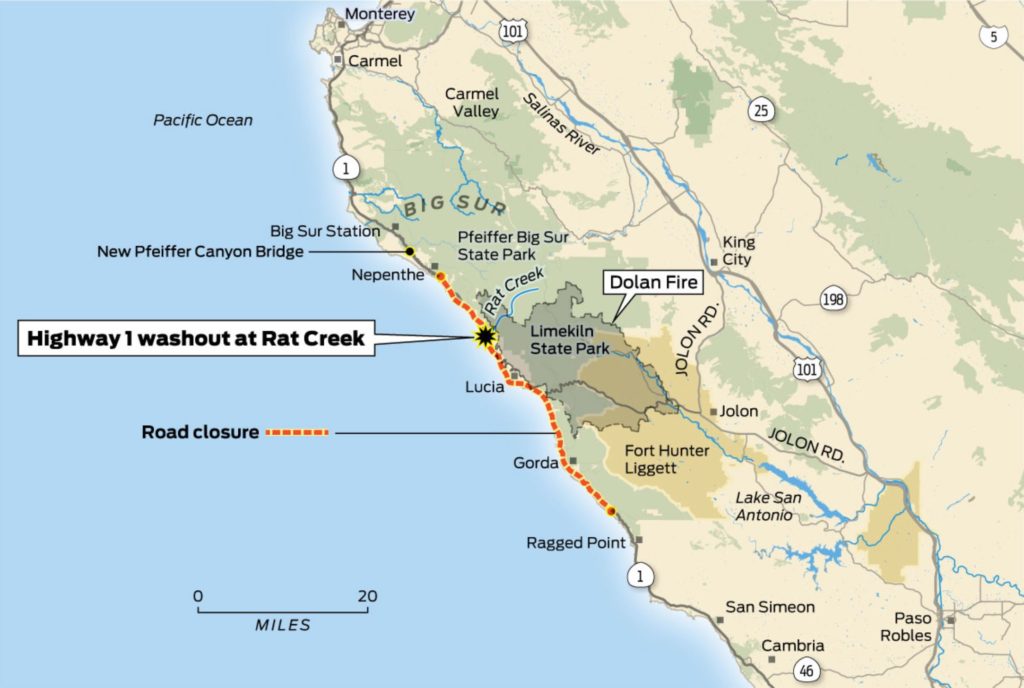 Monterey
101
5
Carmel
Carmel
Valley
Salinas River
25
Pacific Ocean
1
BIG SUR
Big Sur Station
Pfeiffer Big Sur
State Park
New Pfeiffer Canyon Bridge
King
City
Nepenthe
Rat Creek
Dolan Fire
198
Highway 1 washout at Rat Creek
Limekiln
State Park
JOLON RD.
101
Lucia
Jolon
Road closure
JOLON RD.
Gorda
Fort Hunter
Liggett
Lake San
Antonio
Ragged Point
1
0 20
MILES
San Simeon
Paso
Robles
Cambria
46